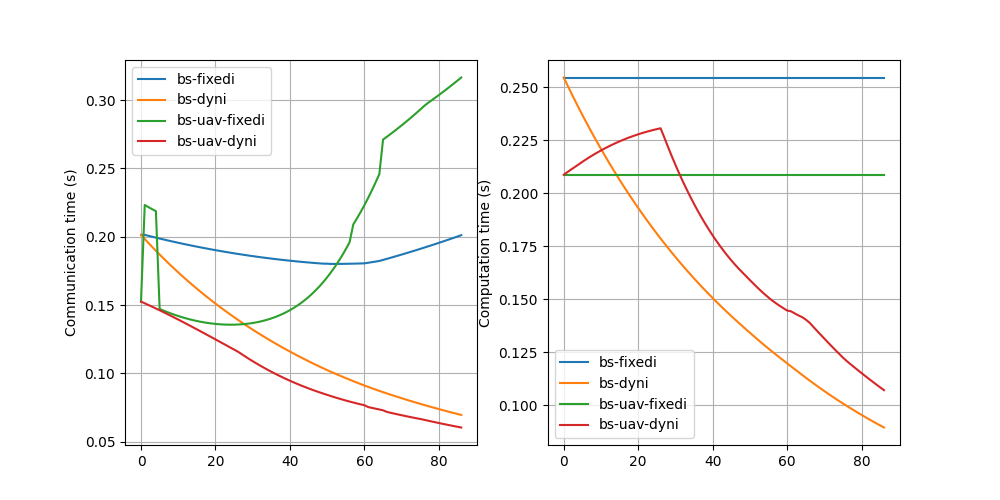 Communication time (s)
0.30
0.25
0.20
0.15
0.10
0.05
0
20
40
60
80
bs-fixedi
bs-dyni
bs-uav-fixedi
bs-uav-dyni
Computation time (s)
0.250
0.225
0.200
0.175
0.150
0.125
0.100
0
20
40
60
80
bs-fixedi
bs-dyni
bs-uav-fixedi
bs-uav-dyni